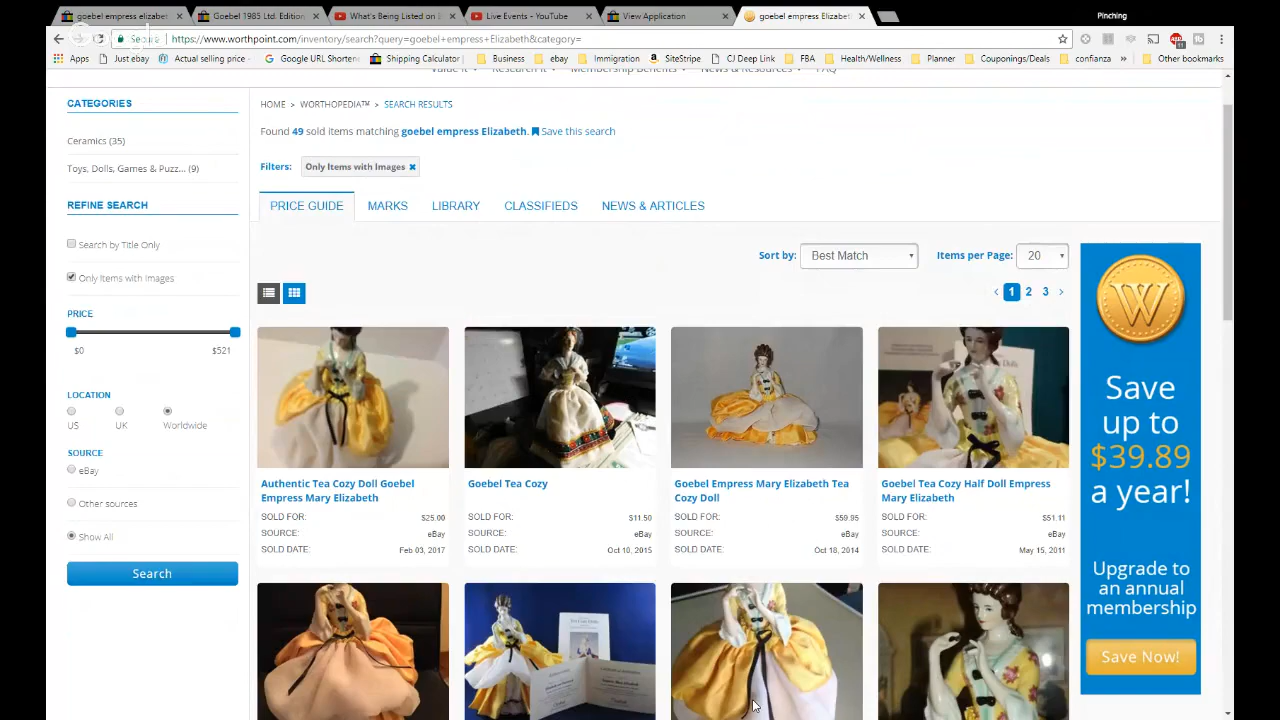 goebel empress elizabet
Goebel 1985 Ltd. Edition
What's Being Listed on
Live Events - YouTube
View Application
goebel empress Elizabet
Pinching
https://www.worthpoint.com/inventory/search?query=goebel+empress+Elizabeth&category=
Apps
Just ebay
Actual selling price
Google URL Shorten
Shipping Calculator
Business
ebay
Immigration
SiteStripe
CJ Deep Link
FBA
Health/Wellness
Planner
Coupons/Deals
confianza
»
Other bookmarks
CATEGORIES
Ceramics (35)
Toys, Dolls, Games & Puzz... (9)
REFINE SEARCH
Search by Title Only
Only Items with Images
PRICE
$0 $521
LOCATION
US UK Worldwide
SOURCE
eBay
Other sources
Show All
Search
HOME > WORTHOPEDIA™ > SEARCH RESULTS
Found 49 sold items matching goebel empress Elizabeth. Save this search
Filters: Only Items with Images ×
PRICE GUIDE MARKS LIBRARY CLASSIFIEDS NEWS & ARTICLES
Sort by: Best Match Items per Page: 20
< 1 2 3 >
Authentic Tea Cozy Doll Goebel
Empress Mary Elizabeth
SOLD FOR: $25.00
SOURCE: eBay
SOLD DATE: Feb 03, 2017
Goebel Tea Cozy
SOLD FOR: $11.50
SOURCE: eBay
SOLD DATE: Oct 10, 2015
Goebel Empress Mary Elizabeth Tea
Cozy Doll
SOLD FOR: $59.95
SOURCE: eBay
SOLD DATE: Oct 18, 2014
Goebel Tea Cozy Half Doll Empress
Mary Elizabeth
SOLD FOR: $51.11
SOURCE: eBay
SOLD DATE: May 15, 2011
W
Save
up to
$39.89
a year!
Upgrade to
an annual
membership
Save Now!